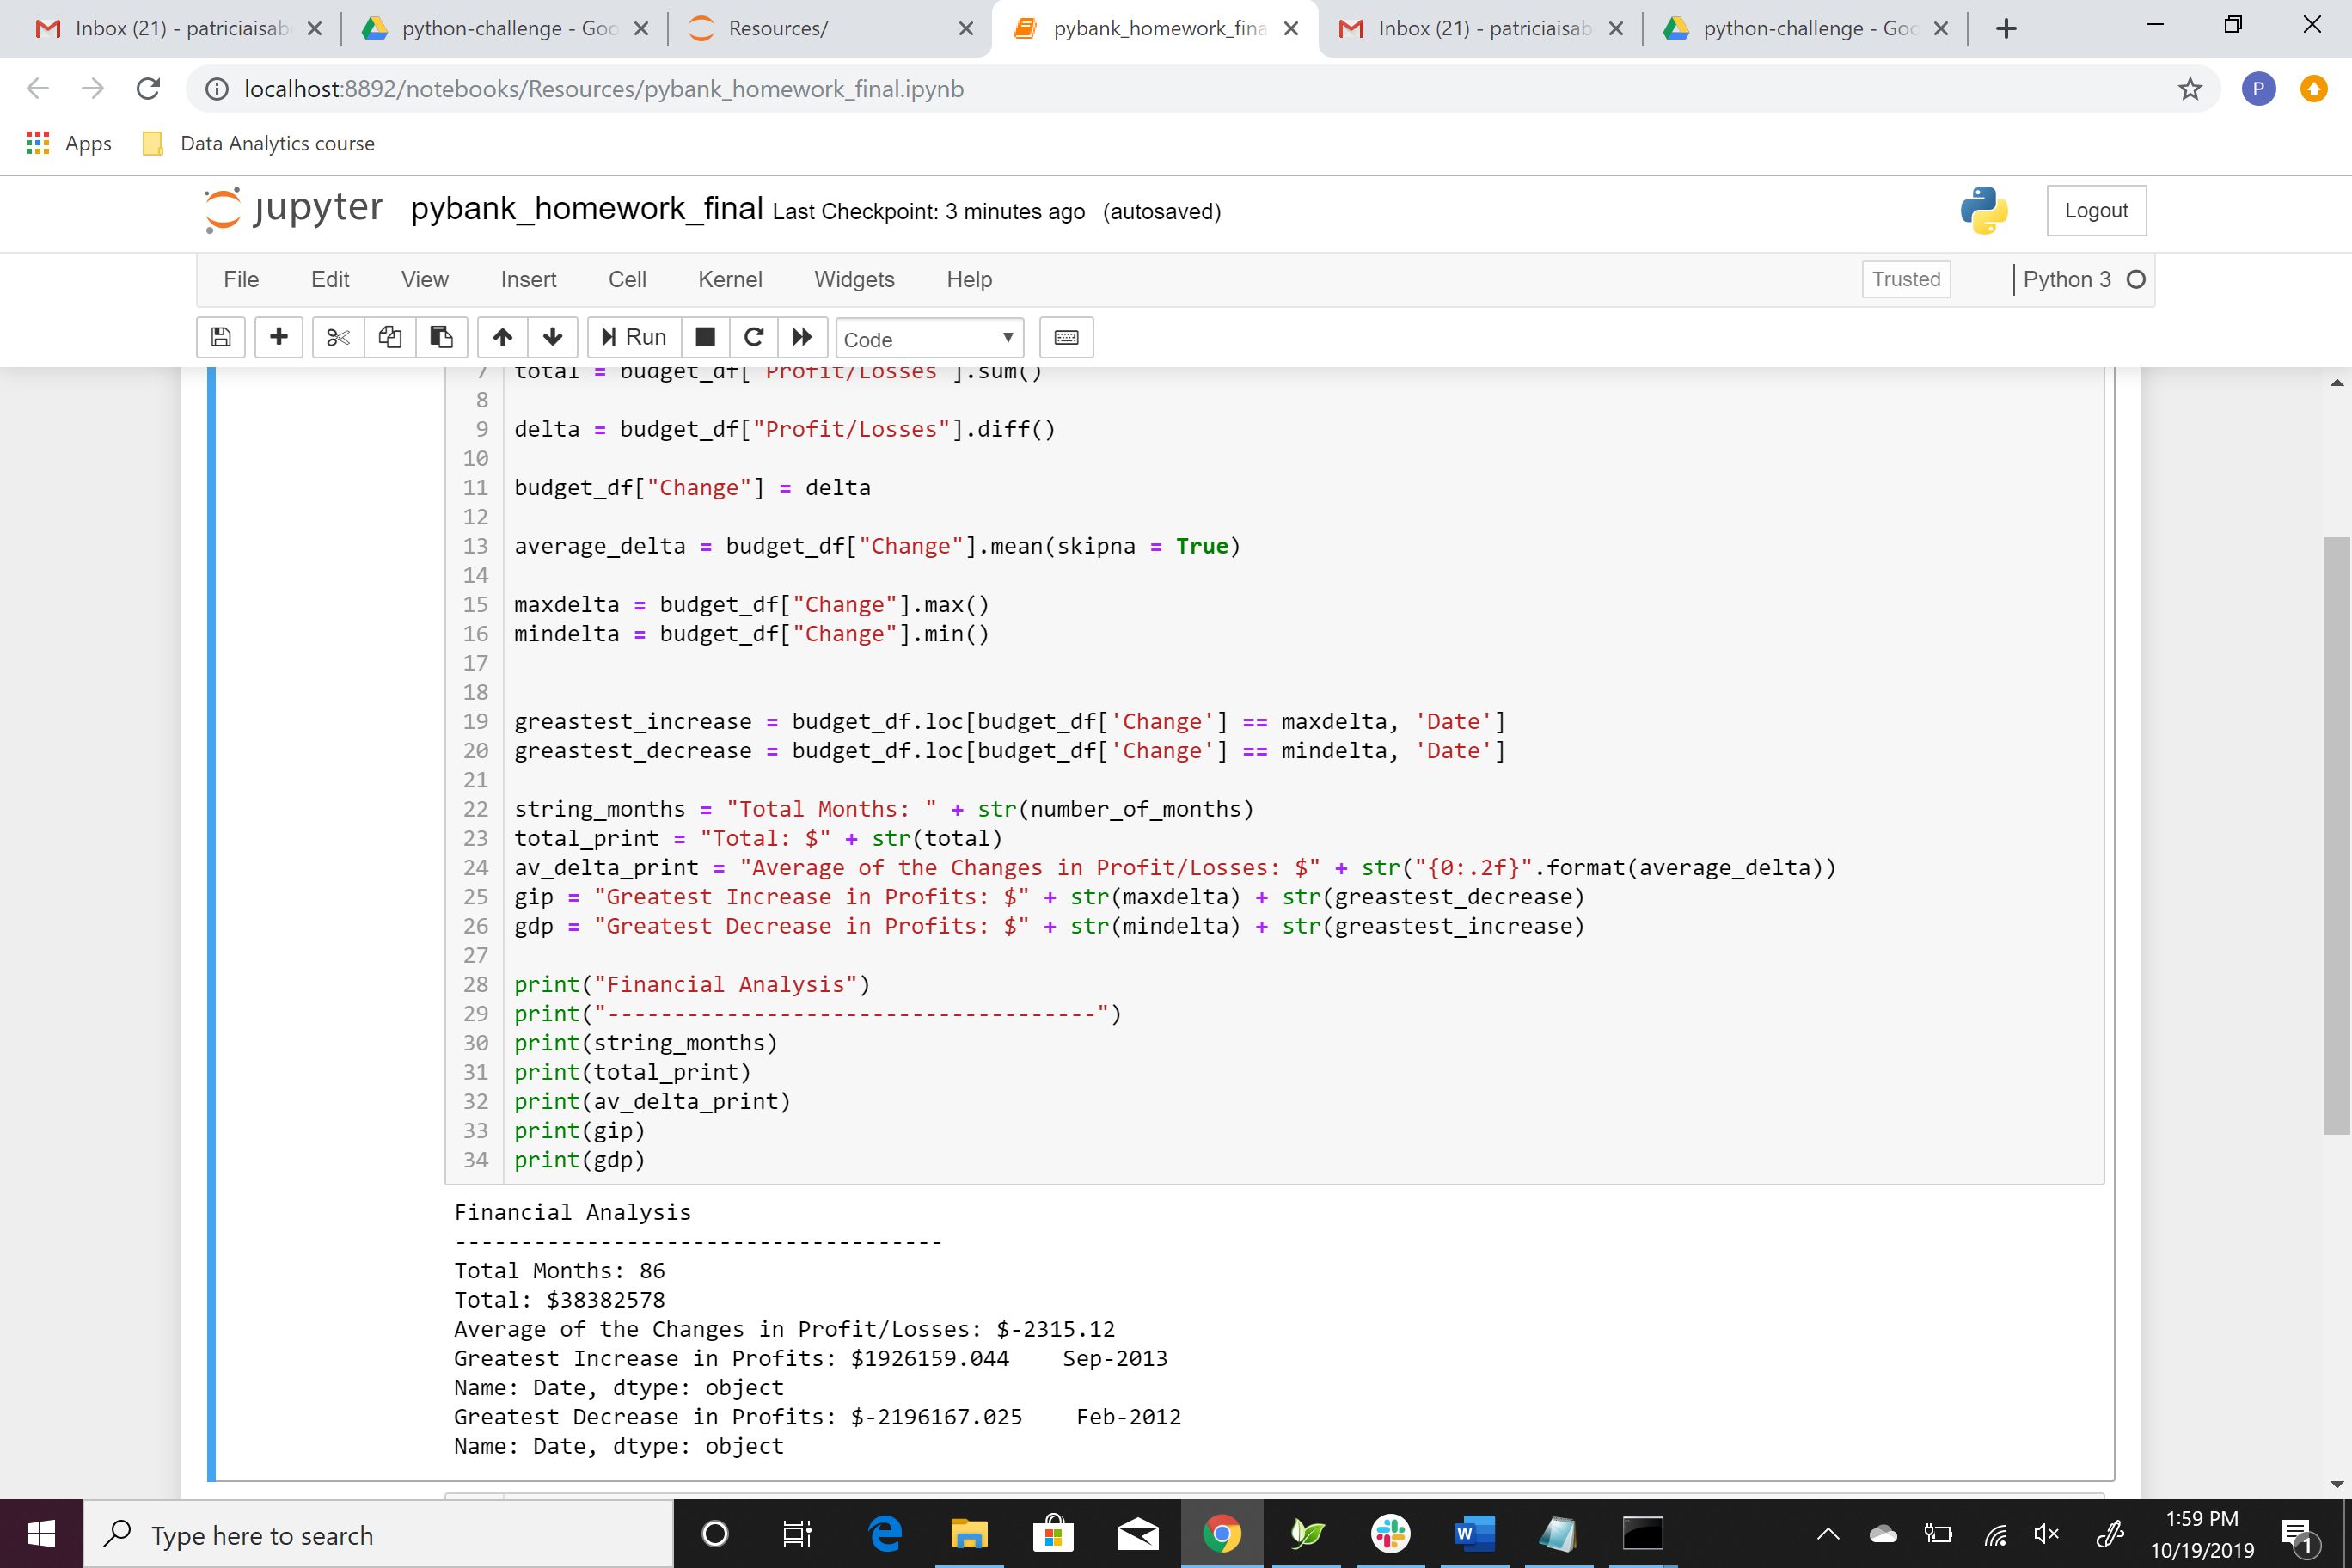 Inbox (21) - patriciaisab
python-challenge - Goo
Resources/
pybank_homework_fina
Inbox (21) - patriciaisab
python-challenge - Goo
localhost:8892/notebooks/Resources/pybank_homework_final.ipynb
P
Apps
Data Analytics course
jupyter pybank_homework_final Last Checkpoint: 3 minutes ago (autosaved)
Logout
File Edit View Insert Cell Kernel Widgets Help
Trusted
Python 3
Run
Code
7 total = budget_df["Profit/Losses"].sum()
8
9 delta = budget_df["Profit/Losses"].diff()
10
11 budget_df["Change"] = delta
12
13 average_delta = budget_df["Change"].mean(skipna = True)
14
15 maxdelta = budget_df["Change"].max()
16 mindelta = budget_df["Change"].min()
17
18
19 greastest_increase = budget_df.loc[budget_df['Change'] == maxdelta, 'Date']
20 greastest_decrease = budget_df.loc[budget_df['Change'] == mindelta, 'Date']
21
22 string_months = "Total Months: " + str(number_of_months)
23 total_print = "Total: $" + str(total)
24 av_delta_print = "Average of the Changes in Profit/Losses: $" + str("{0:.2f}".format(average_delta))
25 gip = "Greatest Increase in Profits: $" + str(maxdelta) + str(greastest_decrease)
26 gdp = "Greatest Decrease in Profits: $" + str(mindelta) + str(greastest_increase)
27
28 print("Financial Analysis")
29 print("-------------------------------------")
30 print(string_months)
31 print(total_print)
32 print(av_delta_print)
33 print(gip)
34 print(gdp)
Financial Analysis
-------------------------------------
Total Months: 86
Total: $38382578
Average of the Changes in Profit/Losses: $-2315.12
Greatest Increase in Profits: $1926159.044    Sep-2013
Name: Date, dtype: object
Greatest Decrease in Profits: $-2196167.025    Feb-2012
Name: Date, dtype: object
Type here to search
1:59 PM
10/19/2019
1